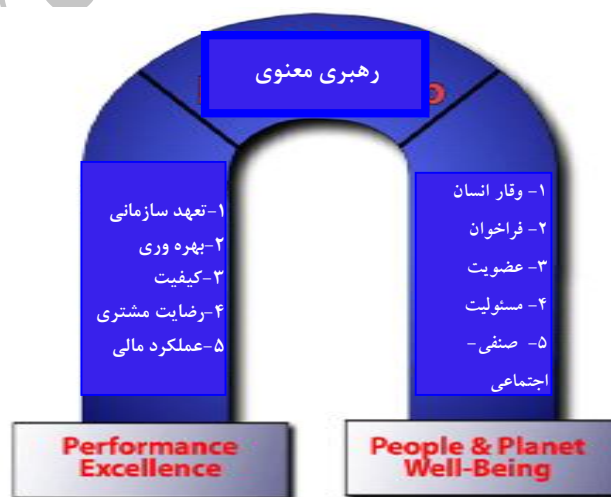 رهبری معنوی
۱- وقار انسان
۲- فراخوان
۳- عضویت
۴- مسئولیت
۵- صنفی-
اجتماعی
۱-تعهد سازمانی
۲-بهره وری
۳-کیفیت
۴-رضایت مشتری
۵-عملکرد مالی
Performance
Excellence
People & Planet
Well-Being